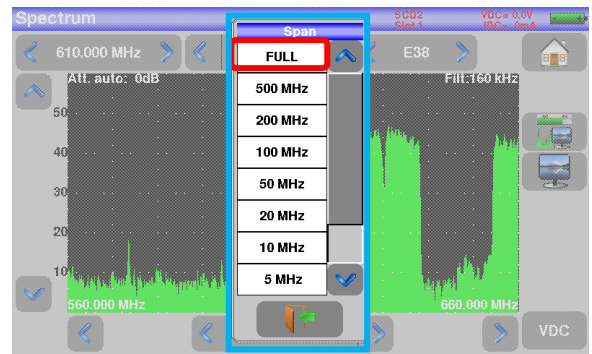 Spectrum
SCD2
Slot 1
VDC= 0,0V
IDC= 0mA
Span
610.000 MHz
E38
FULL
500 MHz
200 MHz
100 MHz
50 MHz
20 MHz
10 MHz
5 MHz
Att. auto: 0dB
Filt:160 kHz
50
40
30
20
10
560.000 MHz
660.000 MHz
VDC